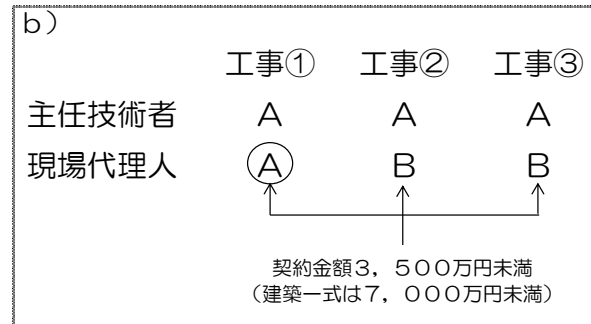 b）
工事① 工事② 工事③
主任技術者 A A A
現場代理人 A B B
契約金額3，500万円未満
（建築一式は7，000万円未満）